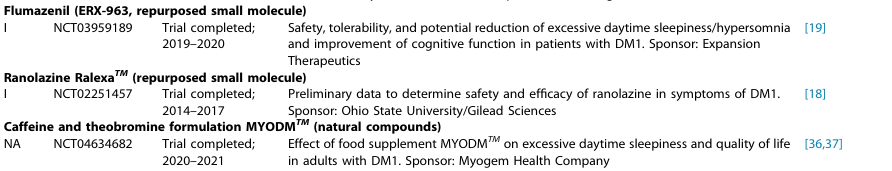 Flumazenil (ERX-963, repurposed small molecule)
I NCT03959189 Trial completed; Safety, tolerability, and potential reduction of excessive daytime sleepiness/hypersomnia [19]
2019–2020 and improvement of cognitive function in patients with DM1. Sponsor: Expansion
Therapeutics
Ranolazine Ralexa™ (repurposed small molecule)
I NCT02251457 Trial completed; Preliminary data to determine safety and efficacy of ranolazine in symptoms of DM1. [18]
2014–2017 Sponsor: Ohio State University/Gilead Sciences
Caffeine and theobromine formulation MYODM™ (natural compounds)
NA NCT04634682 Trial completed; Effect of food supplement MYODM™ on excessive daytime sleepiness and quality of life [36,37]
2020–2021 in adults with DM1. Sponsor: Myogem Health Company